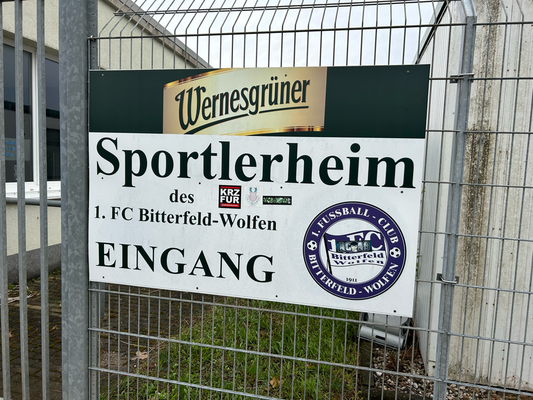 Wernesgrüner
Sportlerheim
des
KRZ
FUR
1. FC Bitterfeld-Wolfen
EINGANG
1. FUSSBALL - CLUB
1. FC
Bitterfeld
Wolfen
1911
BITTERFELD - WOLFEN